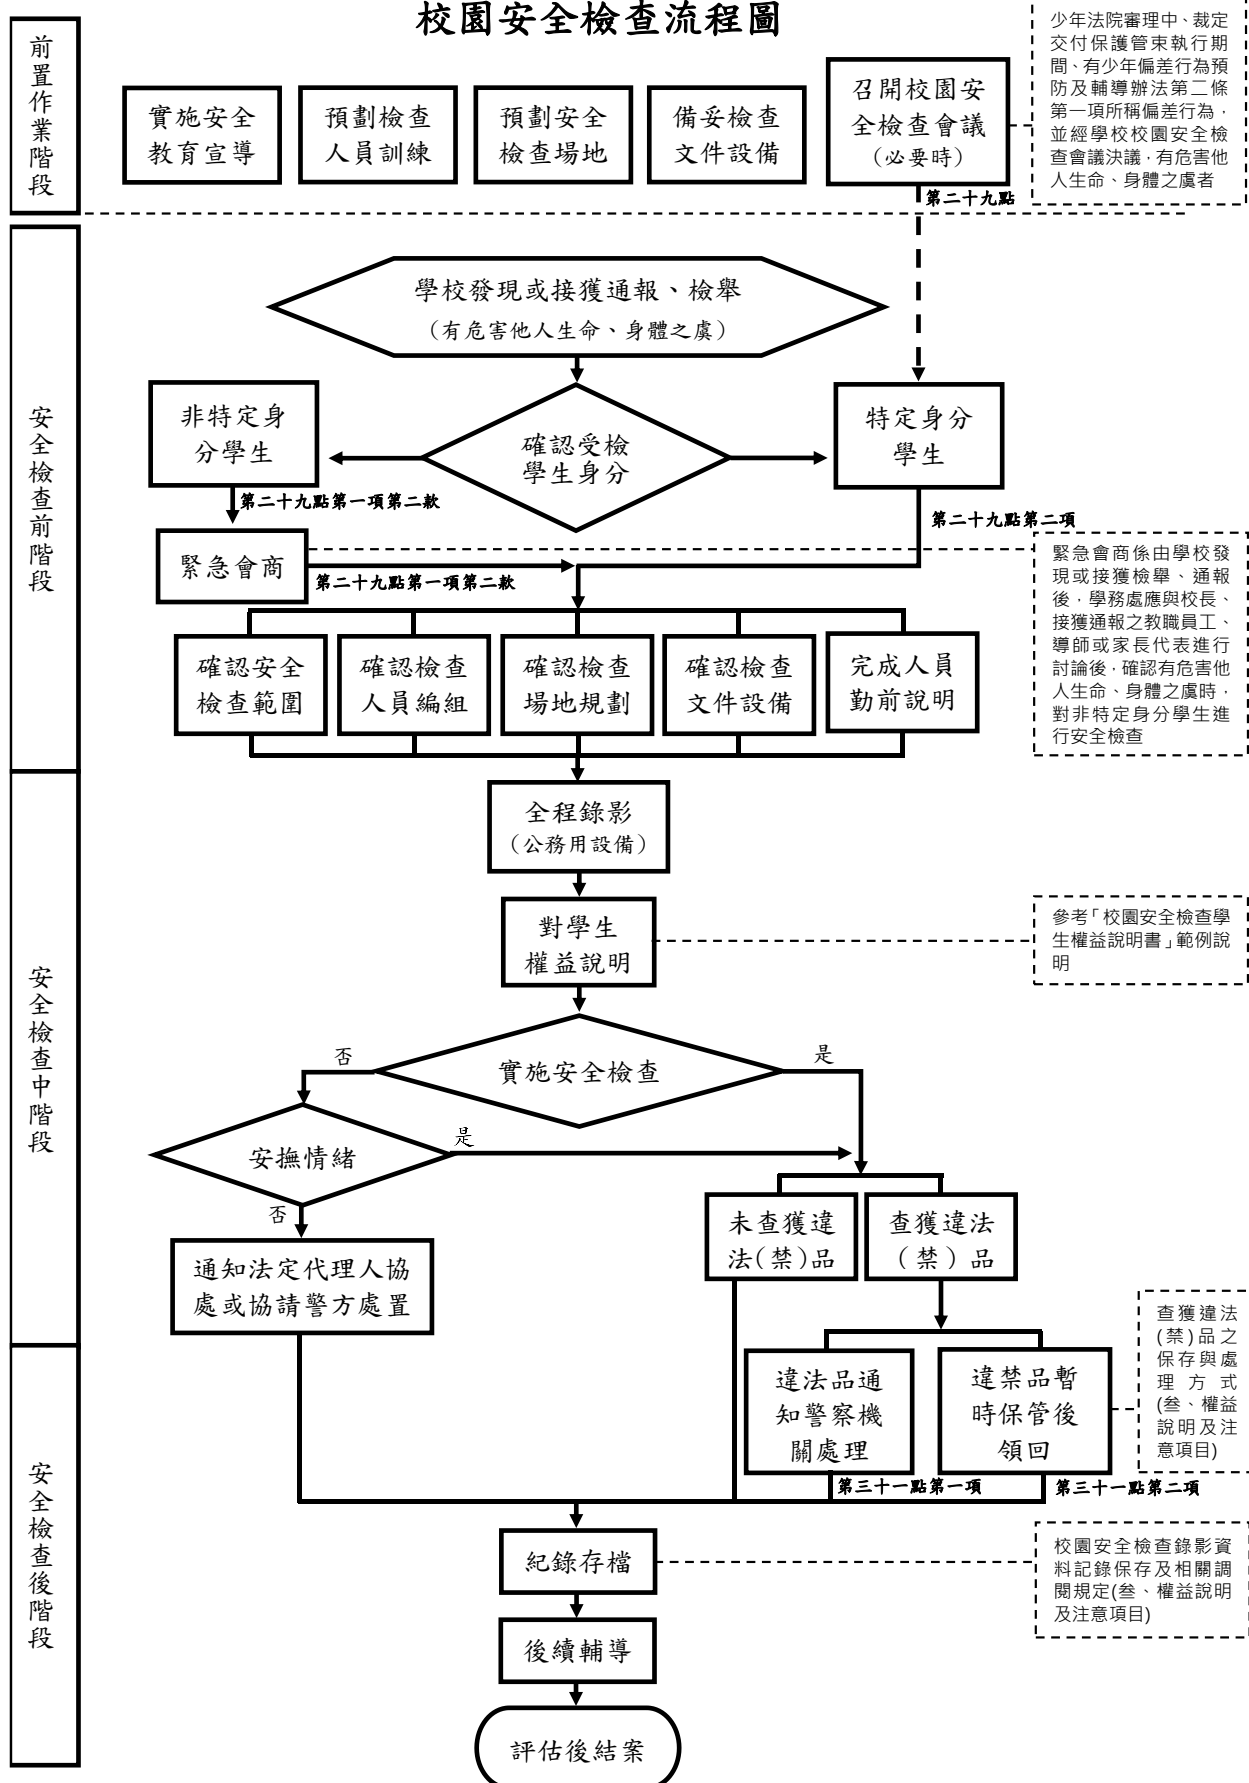 校園安全檢查流程圖
前置作業階段
實施安全
教育宣導
預劃檢查
人員訓練
預劃安全
檢查場地
備妥檢查
文件設備
召開校園安
全檢查會議
(必要時)
少年法院審理中、裁定
交付保護管束執行期
間、有少年偏差行為預
防及輔導辦法第二條
第一項所稱偏差行為，
並經學校校園安全檢
查會議決議，有危害他
人生命、身體之虞者
第二十九點
安全檢查前階段
學校發現或接獲通報、檢舉
(有危害他人生命、身體之虞)
非特定身
分學生
確認受檢
學生身分
特定身分
學生
第二十九點第一項第二款
第二十九點第二項
緊急會商
第二十九點第一項第二款
緊急會商係由學校發
現或接獲檢舉、通報
後，學務處應與校長、
接獲通報之教職員工、
導師或家長代表進行
討論後，確認有危害他
人生命、身體之虞時，
對非特定身分學生進
行安全檢查
確認安全
檢查範圍
確認檢查
人員編組
確認檢查
場地規劃
確認檢查
文件設備
完成人員
勤前說明
安全檢查中階段
全程錄影
(公務用設備)
對學生
權益說明
參考「校園安全檢查學
生權益說明書」範例說
明
實施安全檢查
否
是
安撫情緒
是
否
通知法定代理人協
處或協請警方處置
未查獲違
法(禁)品
查獲違法
(禁)品
安全檢查後階段
違法品通
知警察機
關處理
違禁品暫
時保管後
領回
查獲違法
(禁)品之
保存與處
理方式
(叁、權益
說明及注
意項目)
第三十一點第一項
第三十一點第二項
紀錄存檔
校園安全檢查錄影資
料記錄保存及相關調
閱規定(叁、權益說明
及注意項目)
後續輔導
評估後結案